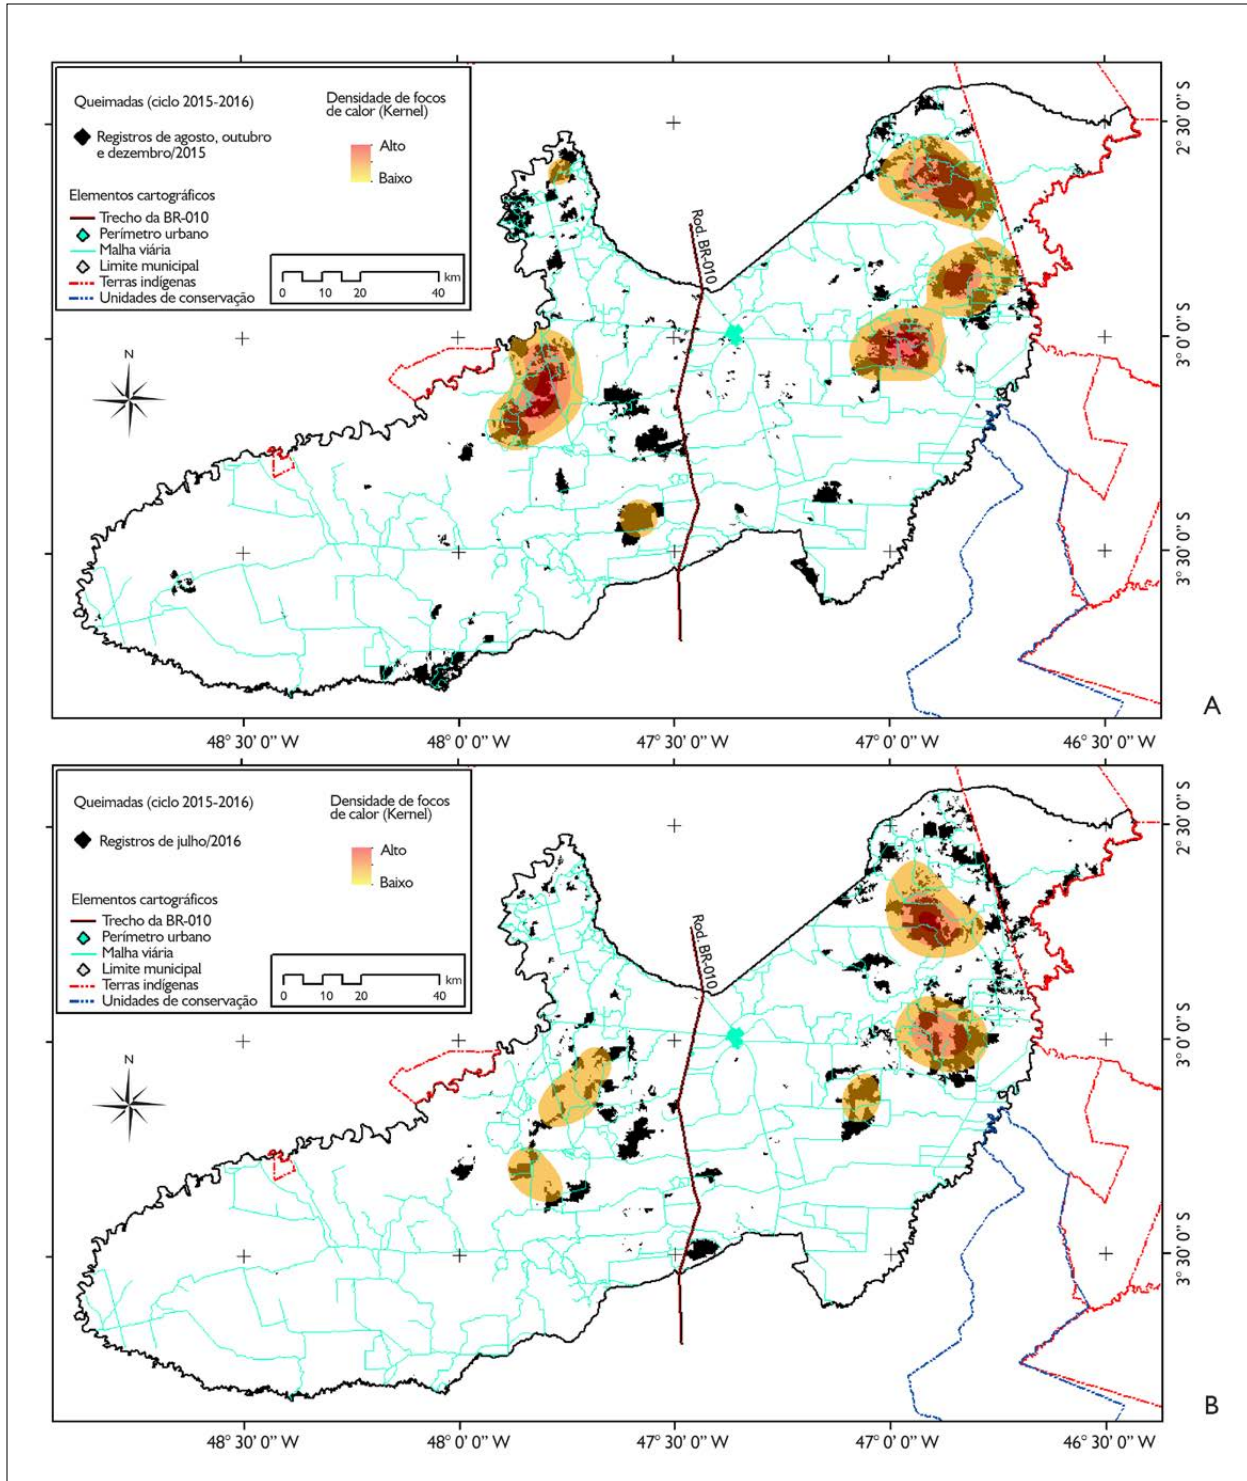 Queimadas (ciclo 2015-2016)
Registros de agosto, outubro
e dezembro/2015
Densidade de focos
de calor (Kernel)
Alto
Baixo
Elementos cartográficos
Trecho da BR-010
Perímetro urbano
Malha viária
Limite municipal
Terras indígenas
Unidades de conservação
km
0 10 20 40
N
Rod. BR-010
2° 30' 0'' S
3° 0' 0'' S
3° 30' 0'' S
A
48° 30' 0'' W 48° 0' 0'' W 47° 30' 0'' W 47° 0' 0'' W 46° 30' 0'' W
Queimadas (ciclo 2015-2016)
Registros de julho/2016
Densidade de focos
de calor (Kernel)
Alto
Baixo
Elementos cartográficos
Trecho da BR-010
Perímetro urbano
Malha viária
Limite municipal
Terras indígenas
Unidades de conservação
km
0 10 20 40
N
Rod. BR-010
2° 30' 0'' S
3° 0' 0'' S
3° 30' 0'' S
B
48° 30' 0'' W 48° 0' 0'' W 47° 30' 0'' W 47° 0' 0'' W 46° 30' 0'' W